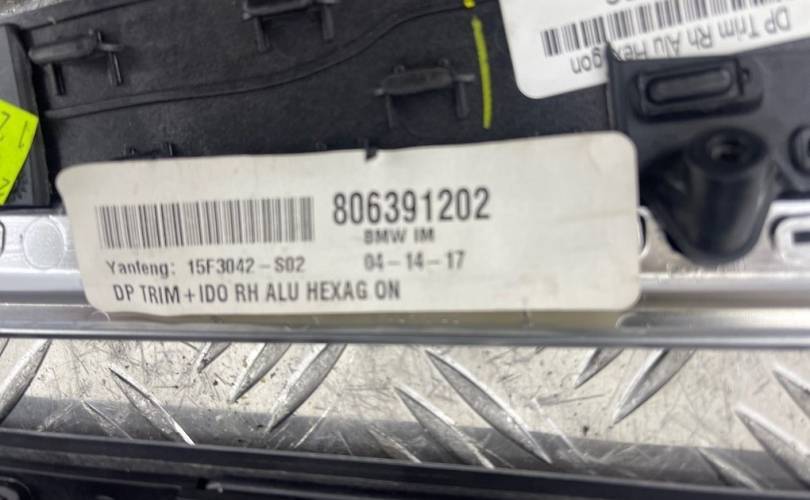 DP Trim Rh Alu Hexagon
806391202
BMW IM
Yanfeng: 15F3042-S02 04-14-17
DP TRIM+IDO RH ALU HEXAG ON